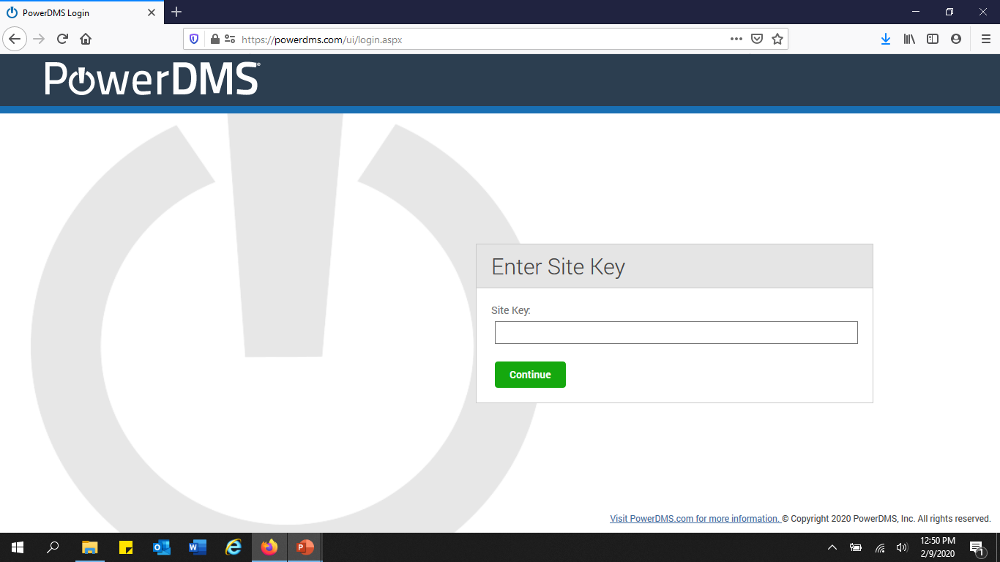 PowerDMS Login
https://powerdms.com/ui/login.aspx
PowerDMS®
Enter Site Key
Site Key:
Continue
Visit PowerDMS.com for more information. © Copyright 2020 PowerDMS, Inc. All rights reserved.
12:50 PM
2/9/2020
1